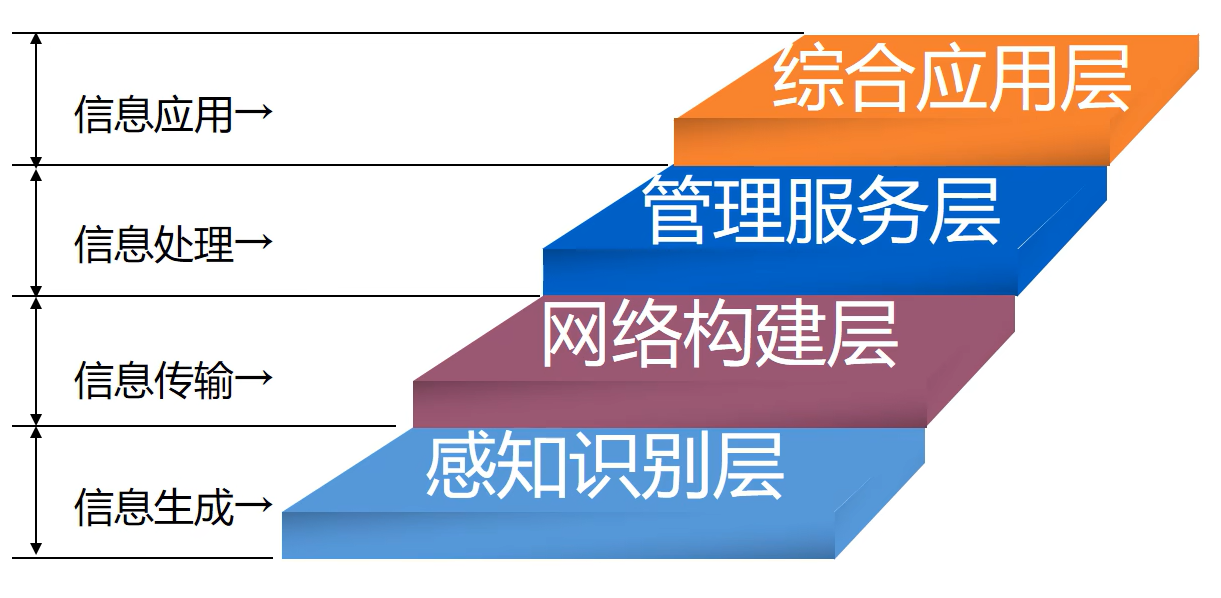 综合应用层
信息应用→
管理服务层
信息处理→
网络构建层
信息传输→
感知识别层
信息生成→